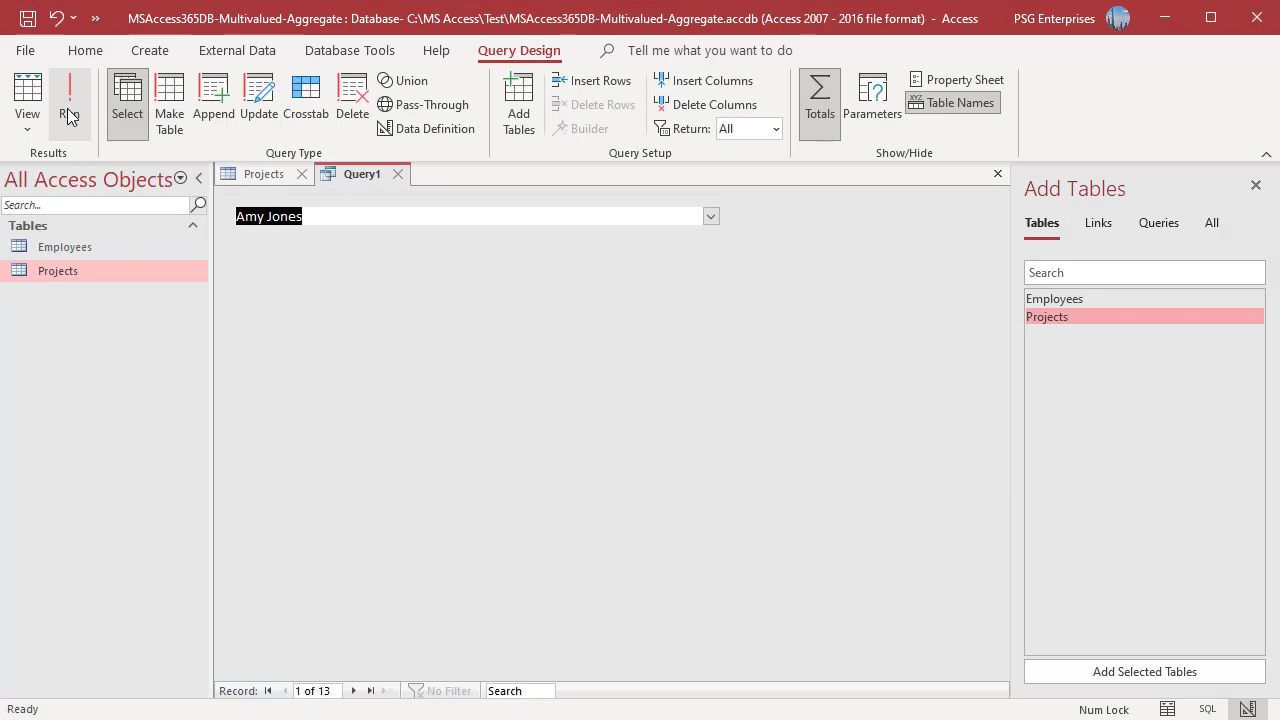 MSAccess365DB-Multivalued-Aggregate : Database- C:\MS Access\Test\MSAccess365DB-Multivalued-Aggregate.accdb (Access 2007 - 2016 file format) - Access
PSG Enterprises
File
Home
Create
External Data
Database Tools
Help
Query Design
Tell me what you want to do
View
Select
Make Table
Append
Update
Crosstab
Delete
Union
Pass-Through
Data Definition
Add Tables
Insert Rows
Delete Rows
Builder
Insert Columns
Delete Columns
Return: All
Totals
Parameters
Property Sheet
XYZ Table Names
Results
Query Type
Query Setup
Show/Hide
All Access Objects
Search...
Tables
Employees
Projects
Projects
Query1
Amy Jones
Record:
1 of 13
No Filter
Search
Add Tables
Tables
Links
Queries
All
Search
Employees
Projects
Add Selected Tables
Ready
Num Lock
SQL